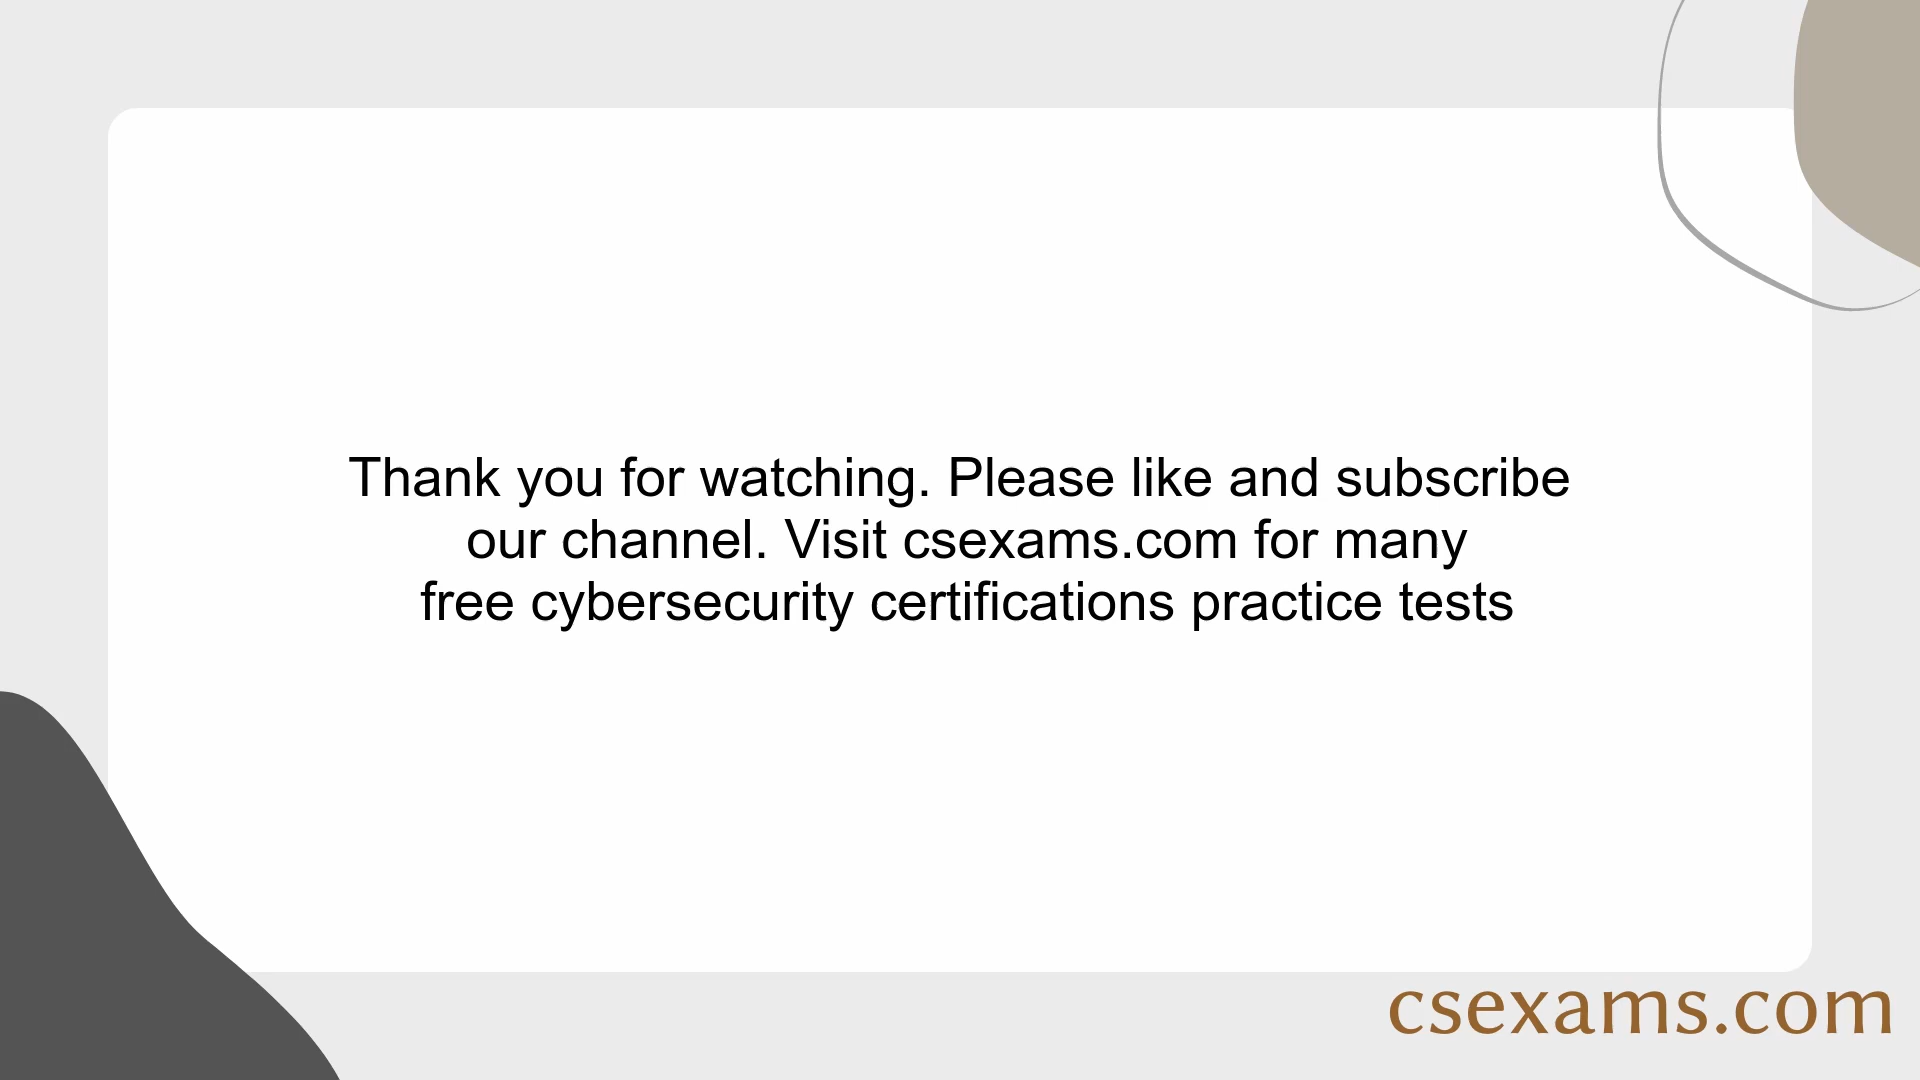 Thank you for watching. Please like and subscribe
our channel. Visit csexams.com for many
free cybersecurity certifications practice tests
csexams.com